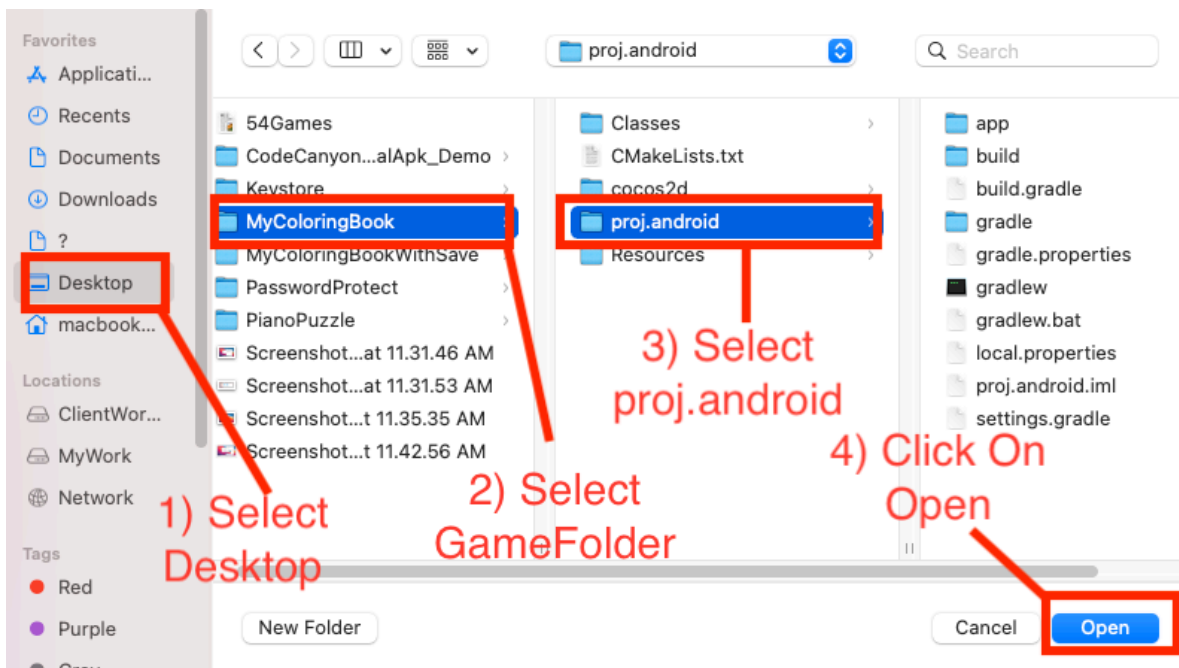 Favorites
Applicati...
Recents
Documents
Downloads
?
Desktop
macbook...
Locations
ClientWor...
MyWork
Network
Tags
Red
Purple
Gray
proj.android
Search
54Games
CodeCanyon...alApk_Demo
Keystore
MyColoringBook
MyColoringBookWithSave
PasswordProtect
PianoPuzzle
Screenshot...at 11.31.46 AM
Screenshot...at 11.31.53 AM
Screenshot...t 11.35.35 AM
Screenshot...t 11.42.56 AM
Classes
CMakeLists.txt
cocos2d
proj.android
Resources
app
build
build.gradle
gradle
gradle.properties
gradlew
gradlew.bat
local.properties
proj.android.iml
settings.gradle
1) Select
Desktop
2) Select
GameFolder
3) Select
proj.android
4) Click On
Open
New Folder
Cancel
Open